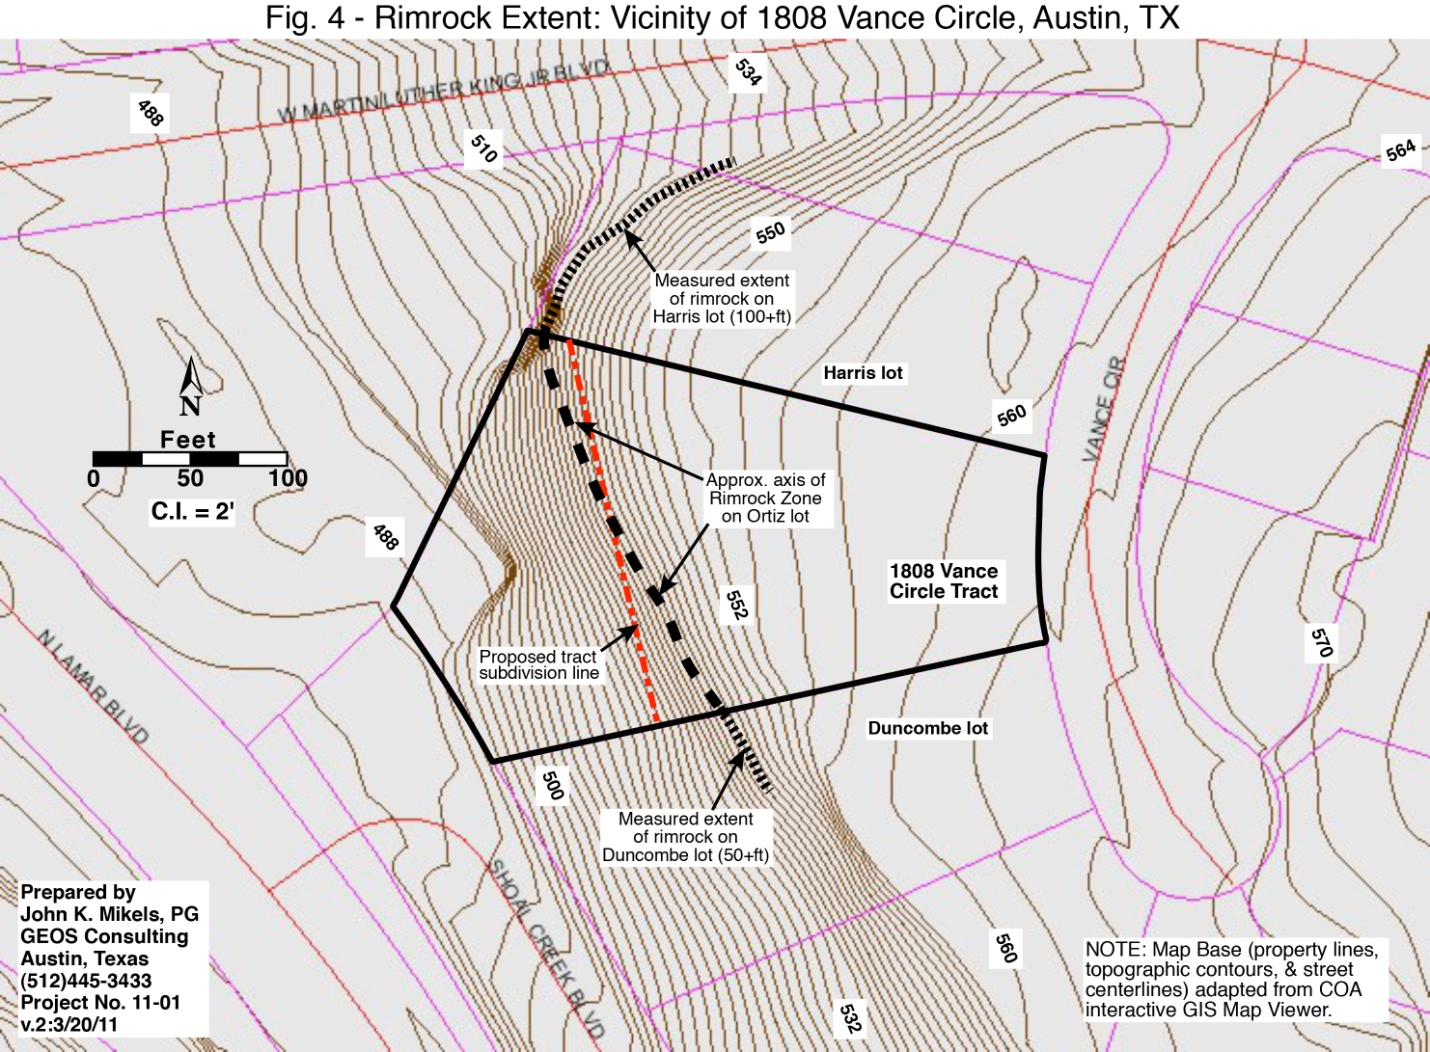 Fig. 4 - Rimrock Extent: Vicinity of 1808 Vance Circle, Austin, TX
534
W MARTIN LUTHER KING JR BLVD
488
510
564
550
Measured extent
of rimrock on
Harris lot (100+ft)
Harris lot
VANCE CIR
560
N
Feet
0 50 100
C.I. = 2'
Approx. axis of
Rimrock Zone
on Ortiz lot
488
1808 Vance
Circle Tract
552
570
N LAMAR BLVD
Proposed tract
subdivision line
Duncombe lot
500
Measured extent
of rimrock on
Duncombe lot (50+ft)
SHOAL CREEK BLVD
Prepared by
John K. Mikels, PG
GEOS Consulting
Austin, Texas
(512)445-3433
Project No. 11-01
v.2:3/20/11
560
532
NOTE: Map Base (property lines,
topographic contours, & street
centerlines) adapted from COA
interactive GIS Map Viewer.